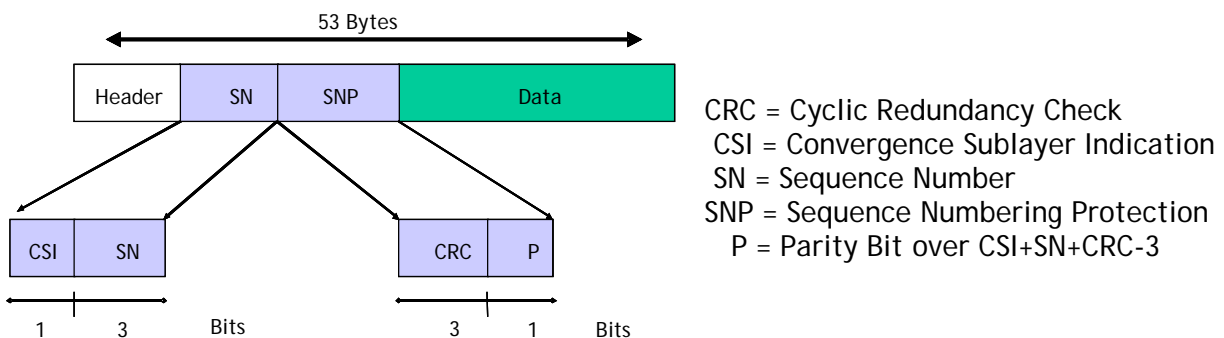 53 Bytes
Header SN SNP Data
CSI SN CRC P
1 3 Bits 3 1 Bits
CRC = Cyclic Redundancy Check
CSI = Convergence Sublayer Indication
SN = Sequence Number
SNP = Sequence Numbering Protection
P = Parity Bit over CSI+SN+CRC-3